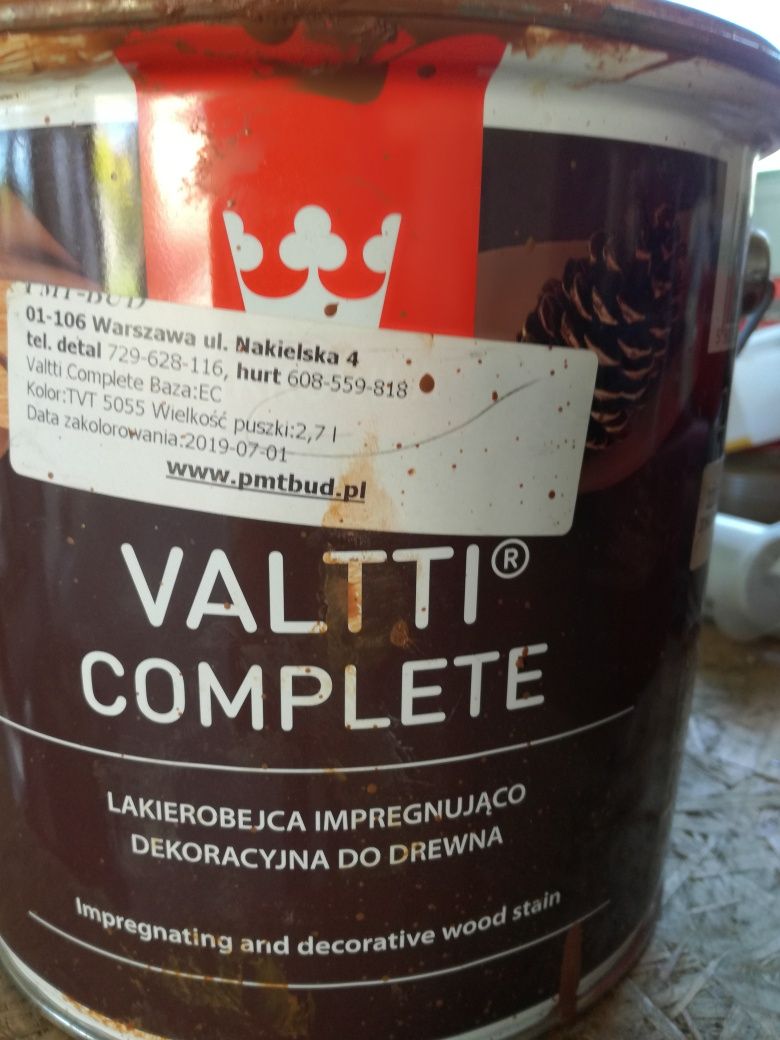 PMT-BUD
01-106 Warszawa ul. Nakielska 4
tel. detal 729-628-116, hurt 608-559-818
Valtti Complete Baza:EC
Kolor:TVT 5055 Wielkość puszki:2,7 l
Data zakolorowania:2019-07-01
www.pmtbud.pl
VALTTI®
COMPLETE
LAKIEROBEJCA IMPREGNUJĄCO
DEKORACYJNA DO DREWNA
Impregnating and decorative wood stain